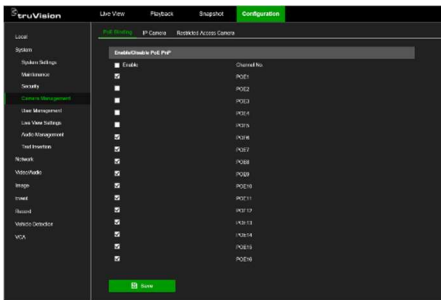 truVision
Live View Playback Snapshot Configuration
PoE Binding IP Camera Restricted Access Camera
Local
System
System Settings
Maintenance
Security
Camera Management
User Management
Live View Settings
Audio Management
Text Insertion
Network
Video/Audio
Image
Event
Record
Vehicle Detection
VCA
Enable/Disable PoE PnP
Enable Channel No.
POE1
POE2
POE3
POE4
POE5
POE6
POE7
POE8
POE9
POE10
POE11
POE12
POE13
POE14
POE15
POE16
Save